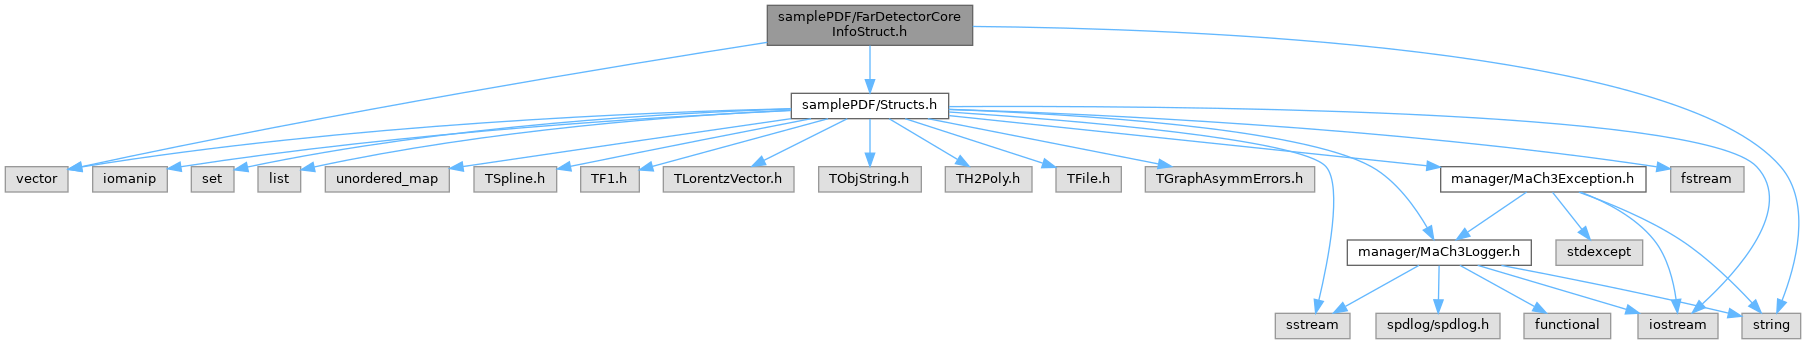 samplePDF/FarDetectorCore
InfoStruct.h
samplePDF/Structs.h
vector
iomanip
set
list
unordered_map
TSpline.h
TF1.h
TLorentzVector.h
TObjString.h
TH2Poly.h
TFile.h
TGraphAsymmErrors.h
manager/MaCh3Exception.h
fstream
manager/MaCh3Logger.h
stdexcept
sstream
spdlog/spdlog.h
functional
iostream
string